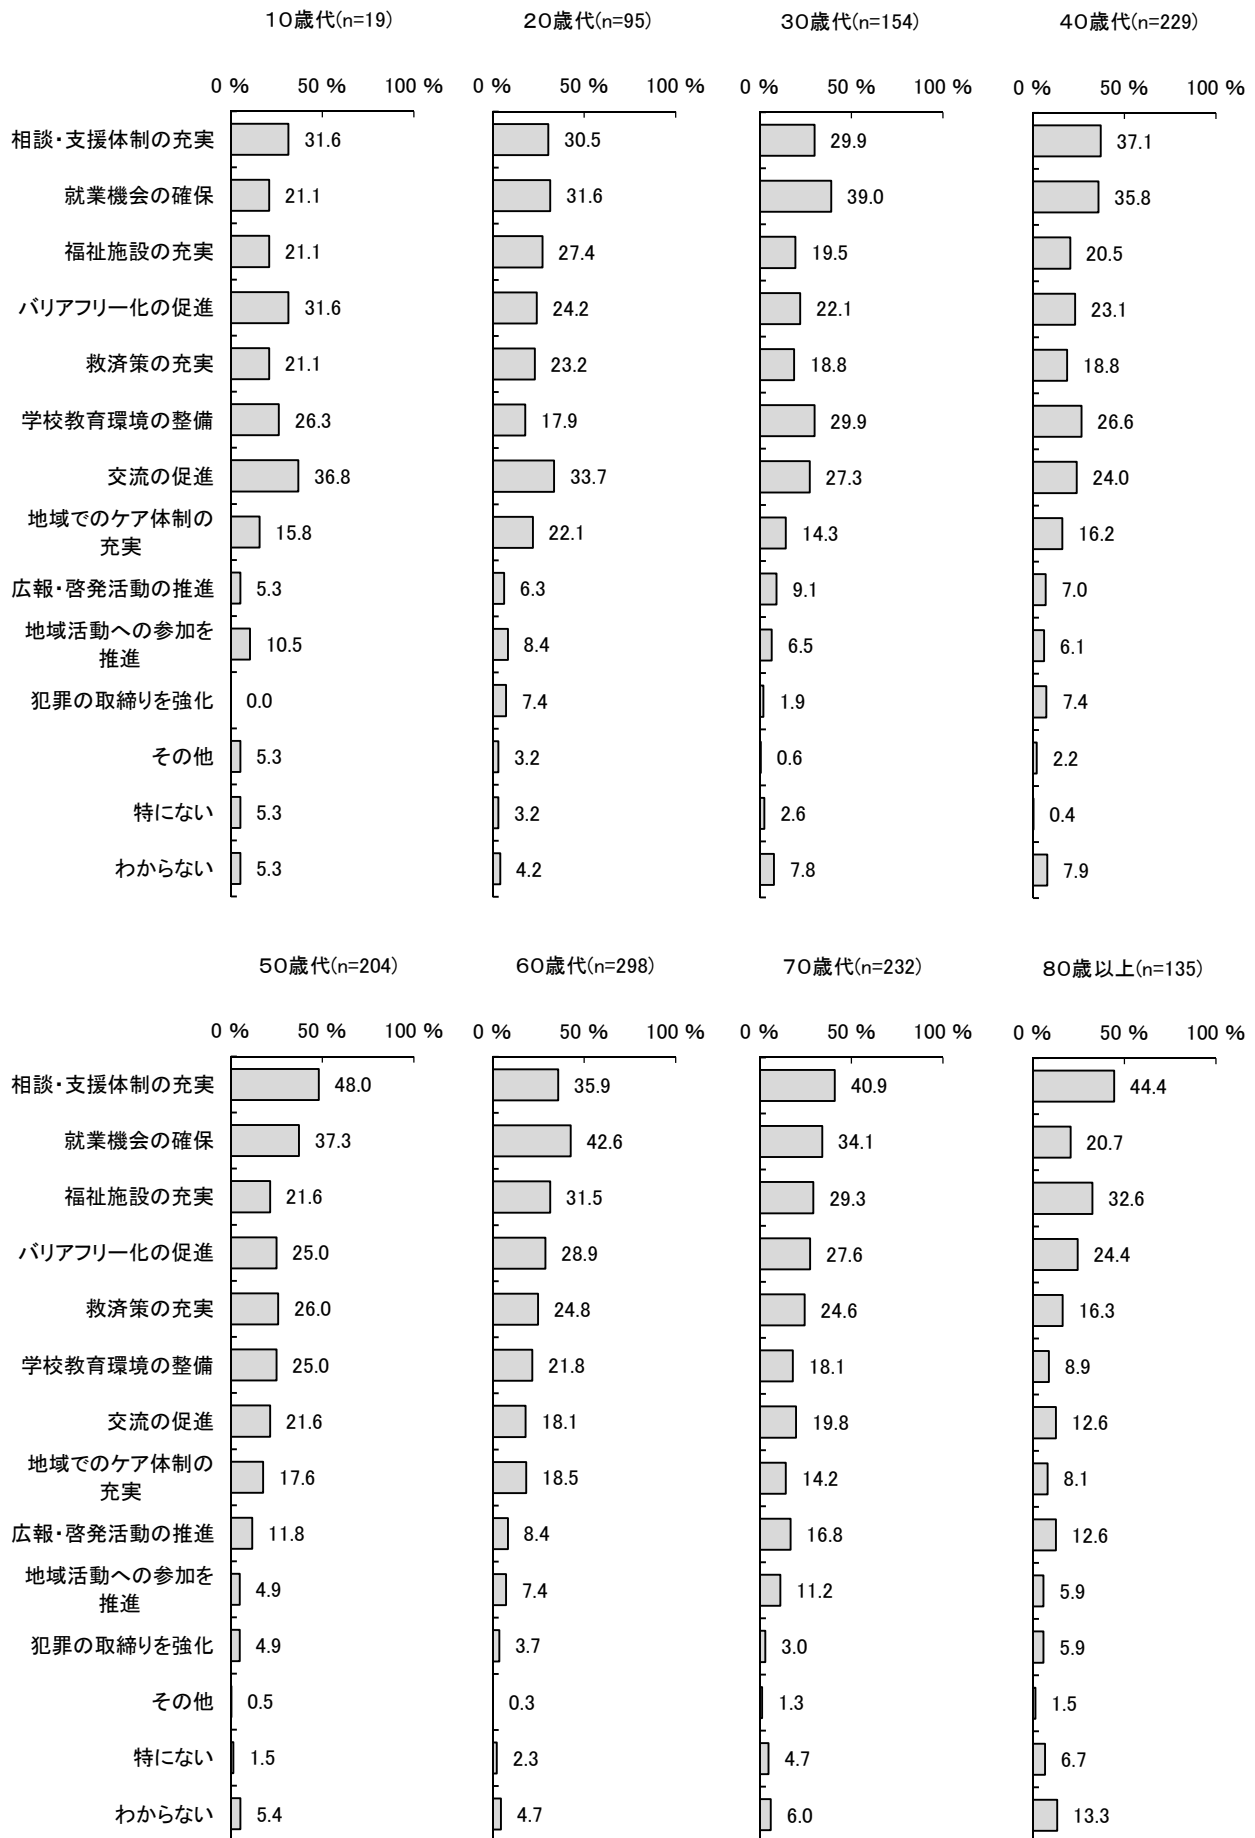 10歳代(n=19) 20歳代(n=95) 30歳代(n=154) 40歳代(n=229)
0 % 50 % 100 % 0 % 50 % 100 % 0 % 50 % 100 % 0 % 50 % 100 %
相談・支援体制の充実 31.6 30.5 29.9 37.1
就業機会の確保 21.1 31.6 39.0 35.8
福祉施設の充実 21.1 27.4 19.5 20.5
バリアフリー化の促進 31.6 24.2 22.1 23.1
救済策の充実 21.1 23.2 18.8 18.8
学校教育環境の整備 26.3 17.9 29.9 26.6
交流の促進 36.8 33.7 27.3 24.0
地域でのケア体制の
充実 15.8 22.1 14.3 16.2
広報・啓発活動の推進 5.3 6.3 9.1 7.0
地域活動への参加を
推進 10.5 8.4 6.5 6.1
犯罪の取締りを強化 0.0 7.4 1.9 7.4
その他 5.3 3.2 0.6 2.2
特にない 5.3 3.2 2.6 0.4
わからない 5.3 4.2 7.8 7.9
50歳代(n=204) 60歳代(n=298) 70歳代(n=232) 80歳以上(n=135)
0 % 50 % 100 % 0 % 50 % 100 % 0 % 50 % 100 % 0 % 50 % 100 %
相談・支援体制の充実 48.0 35.9 40.9 44.4
就業機会の確保 37.3 42.6 34.1 20.7
福祉施設の充実 21.6 31.5 29.3 32.6
バリアフリー化の促進 25.0 28.9 27.6 24.4
救済策の充実 26.0 24.8 24.6 16.3
学校教育環境の整備 25.0 21.8 18.1 8.9
交流の促進 21.6 18.1 19.8 12.6
地域でのケア体制の
充実 17.6 18.5 14.2 8.1
広報・啓発活動の推進 11.8 8.4 16.8 12.6
地域活動への参加を
推進 4.9 7.4 11.2 5.9
犯罪の取締りを強化 4.9 3.7 3.0 5.9
その他 0.5 0.3 1.3 1.5
特にない 1.5 2.3 4.7 6.7
わからない 5.4 4.7 6.0 13.3